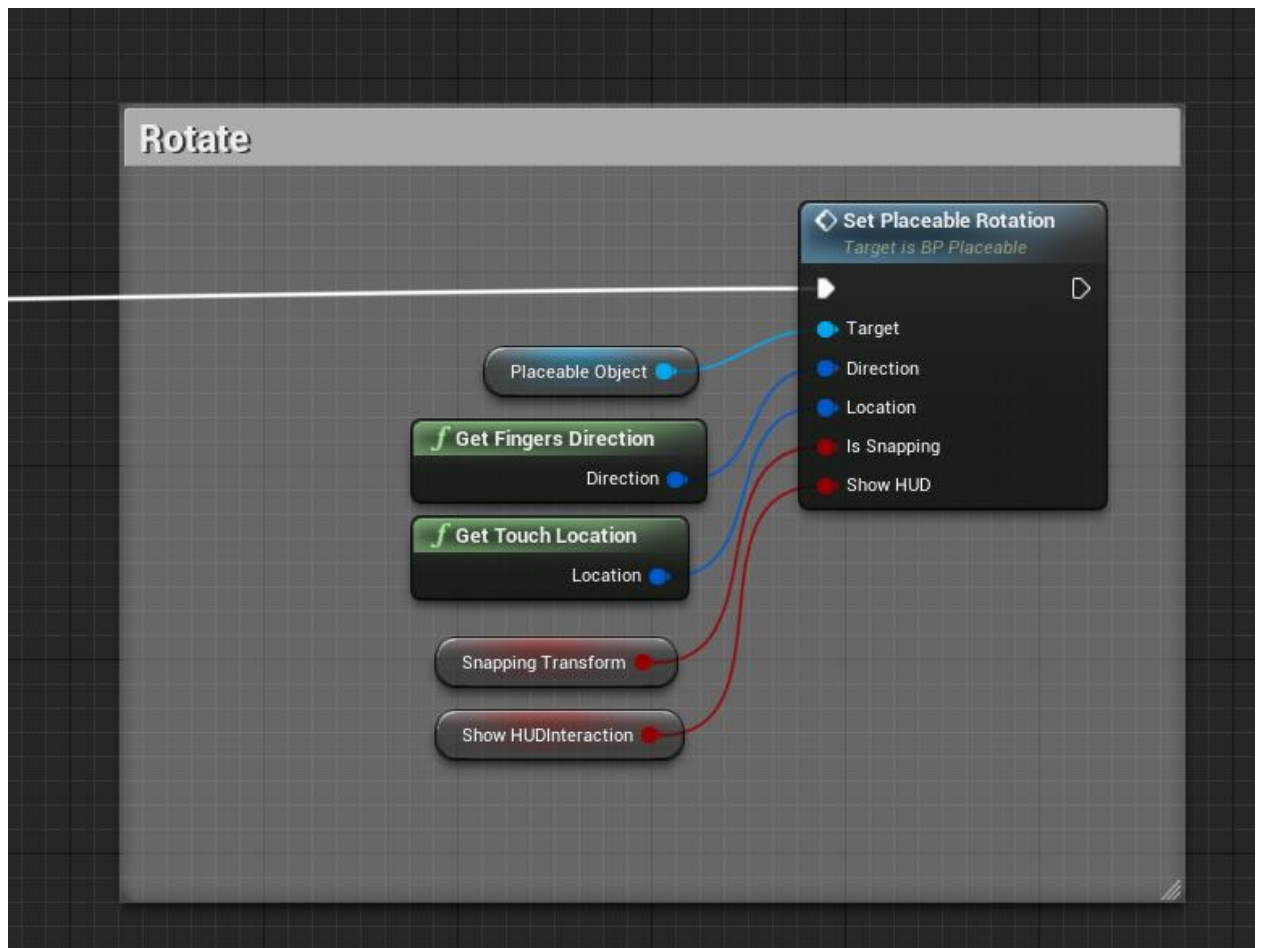 Rotate
Set Placeable Rotation
Target is BP Placeable
Target
Placeable Object
Direction
Location
Get Fingers Direction
Is Snapping
Direction
Show HUD
Get Touch Location
Location
Snapping Transform
Show HUDInteraction